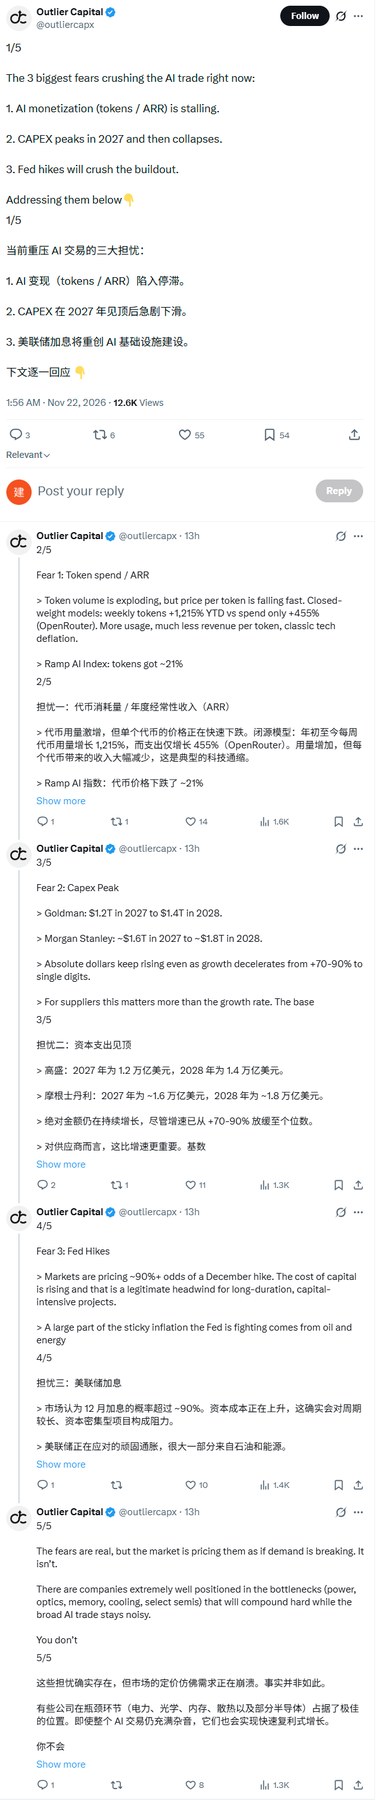 Outlier Capital
@outliercapx
Follow
1/5
The 3 biggest fears crushing the AI trade right now:
1. AI monetization (tokens / ARR) is stalling.
2. CAPEX peaks in 2027 and then collapses.
3. Fed hikes will crush the buildout.
Addressing them below👇
1/5
当前重压 AI 交易的三大担忧：
1. AI 变现（tokens / ARR）陷入停滞。
2. CAPEX 在 2027 年见顶后急剧下滑。
3. 美联储加息将重创 AI 基础设施建设。
下文逐一回应 👇
1:56 AM · Nov 22, 2026 · 12.6K Views
3 6 55 54
Relevant
建 Post your reply Reply
Outlier Capital @outliercapx · 13h
2/5
Fear 1: Token spend / ARR
> Token volume is exploding, but price per token is falling fast. Closed-
weight models: weekly tokens +1,215% YTD vs spend only +455%
(OpenRouter). More usage, much less revenue per token, classic tech
deflation.
> Ramp AI Index: tokens got ~21%
2/5
担忧一：代币消耗量 / 年度经常性收入（ARR）
> 代币用量激增，但单个代币的价格正在快速下跌。闭源模型：年初至今每周
代币用量增长 1,215%，而支出仅增长 455%（OpenRouter）。用量增加，但每
个代币带来的收入大幅减少，这是典型的科技通缩。
> Ramp AI 指数：代币价格下跌了 ~21%
Show more
1 1 14 1.6K
Outlier Capital @outliercapx · 13h
3/5
Fear 2: Capex Peak
> Goldman: $1.2T in 2027 to $1.4T in 2028.
> Morgan Stanley: ~$1.6T in 2027 to ~$1.8T in 2028.
> Absolute dollars keep rising even as growth decelerates from +70-90% to
single digits.
> For suppliers this matters more than the growth rate. The base
3/5
担忧二：资本支出见顶
> 高盛：2027 年为 1.2 万亿美元，2028 年为 1.4 万亿美元。
> 摩根士丹利：2027 年为 ~1.6 万亿美元，2028 年为 ~1.8 万亿美元。
> 绝对金额仍在持续增长，尽管增速已从 +70-90% 放缓至个位数。
> 对供应商而言，这比增速更重要。基数
Show more
2 1 11 1.3K
Outlier Capital @outliercapx · 13h
4/5
Fear 3: Fed Hikes
> Markets are pricing ~90%+ odds of a December hike. The cost of capital
is rising and that is a legitimate headwind for long-duration, capital-
intensive projects.
> A large part of the sticky inflation the Fed is fighting comes from oil and
energy
4/5
担忧三：美联储加息
> 市场认为 12 月加息的概率超过 ~90%。资本成本正在上升，这确实会对周期
较长、资本密集型项目构成阻力。
> 美联储正在应对的顽固通胀，很大一部分来自石油和能源。
Show more
1 10 1.4K
Outlier Capital @outliercapx · 13h
5/5
The fears are real, but the market is pricing them as if demand is breaking. It
isn't.
There are companies extremely well positioned in the bottlenecks (power,
optics, memory, cooling, select semis) that will compound hard while the
broad AI trade stays noisy.
You don't
5/5
这些担忧确实存在，但市场的定价仿佛需求正在崩溃。事实并非如此。
有些公司在瓶颈环节（电力、光学、内存、散热以及部分半导体）占据了极佳
的位置。即使整个 AI 交易仍充满杂音，它们也会实现快速复利式增长。
你不会
Show more
1 8 1.3K